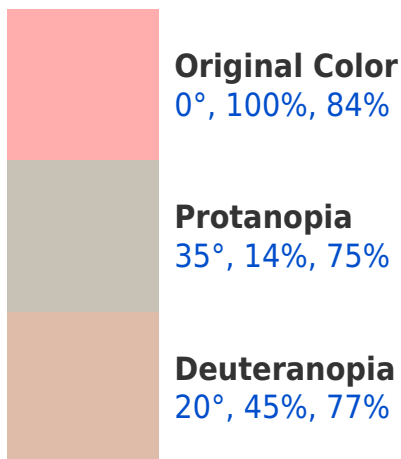 Original Color
0°, 100%, 84%
Protanopia
35°, 14%, 75%
Deuteranopia
20°, 45%, 77%